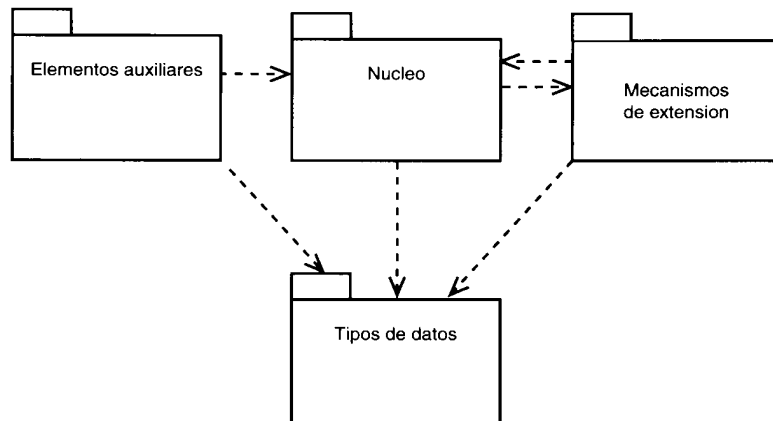 Elementos auxiliares
Nucleo
Mecanismos
de extension
Tipos de datos